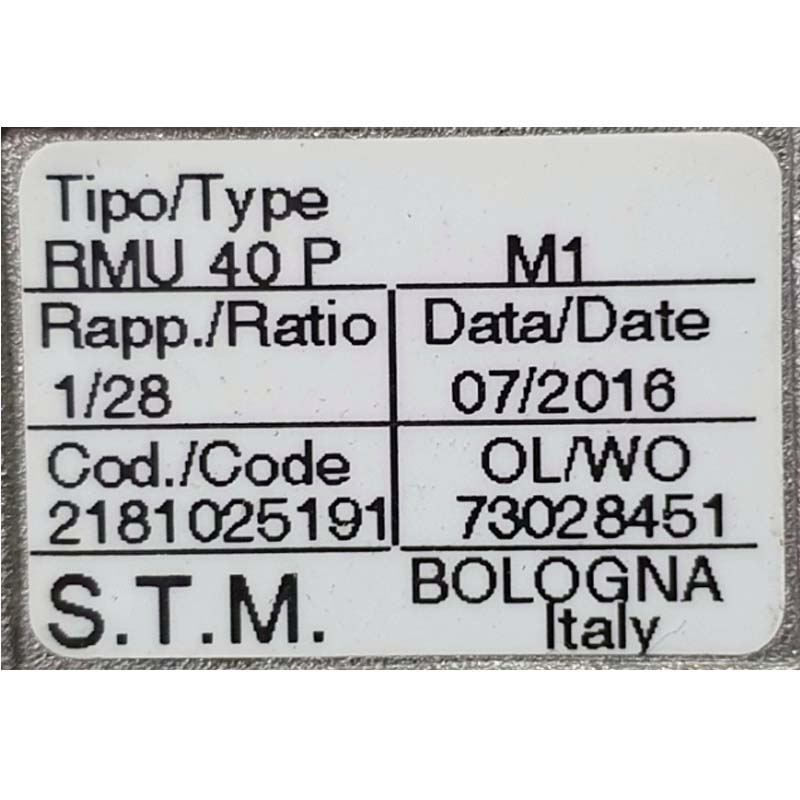 Tipo/Type
RMU 40 P M1
Rapp./Ratio Data/Date
1/28 07/2016
Cod./Code OL/WO
2181025191 73028451
S.T.M. BOLOGNA
Italy